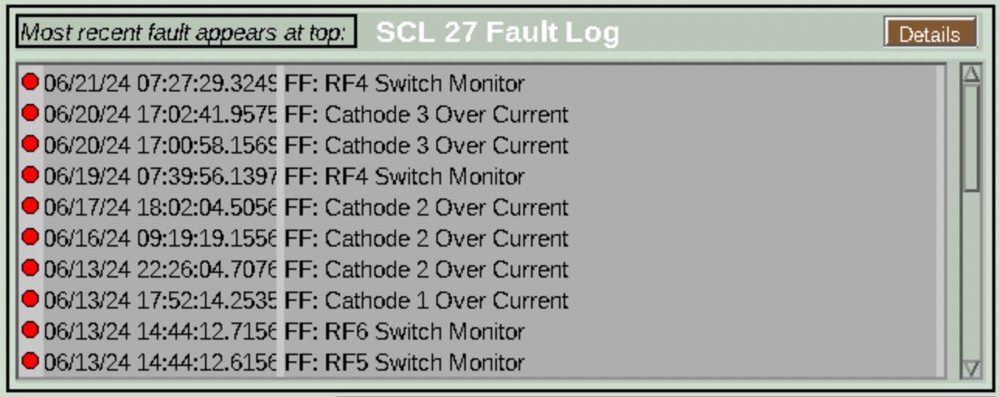 Most recent fault appears at top: SCL 27 Fault Log Details
06/21/24 07:27:29.3249 FF: RF4 Switch Monitor
06/20/24 17:02:41.9575 FF: Cathode 3 Over Current
06/20/24 17:00:58.1569 FF: Cathode 3 Over Current
06/19/24 07:39:56.1397 FF: RF4 Switch Monitor
06/17/24 18:02:04.5056 FF: Cathode 2 Over Current
06/16/24 09:19:19.1556 FF: Cathode 2 Over Current
06/13/24 22:26:04.7076 FF: Cathode 2 Over Current
06/13/24 17:52:14.2535 FF: Cathode 1 Over Current
06/13/24 14:44:12.7156 FF: RF6 Switch Monitor
06/13/24 14:44:12.6156 FF: RF5 Switch Monitor